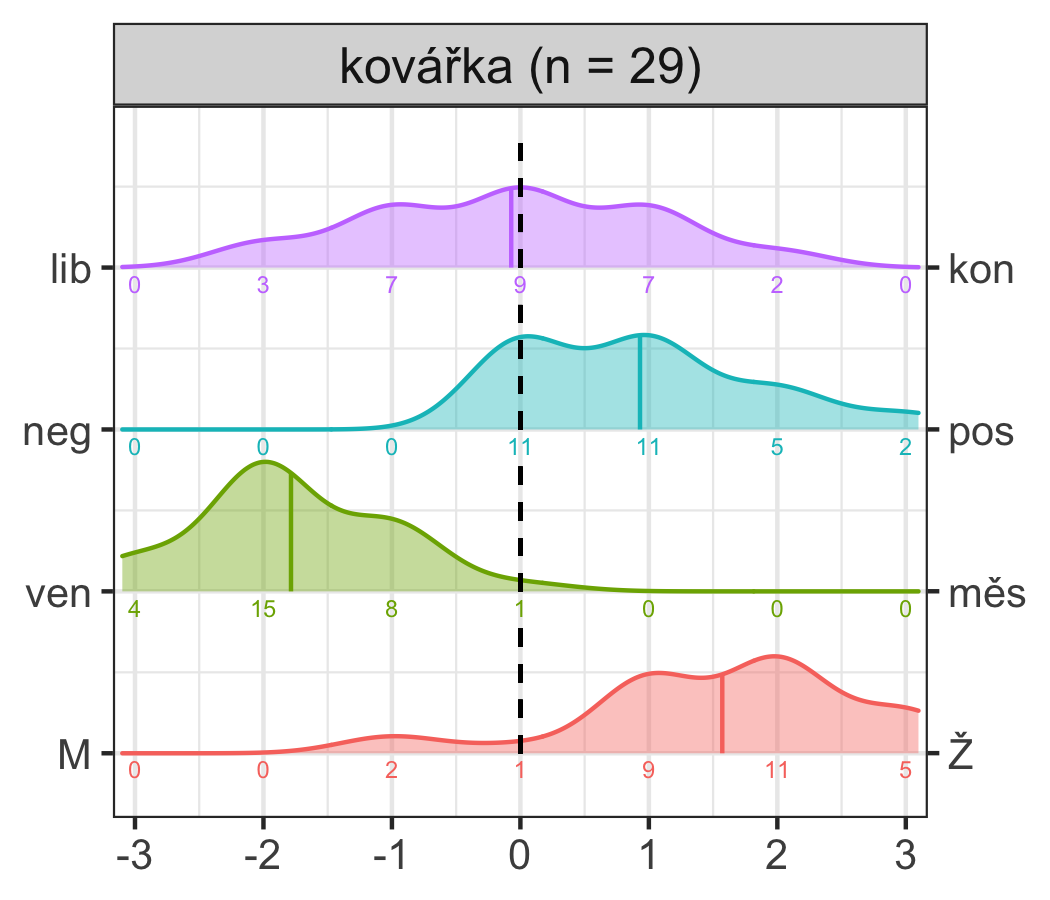 kovářka (n = 29)
lib kon
0 3 7 9 7 2 0
neg pos
0 0 0 11 11 5 2
ven měs
4 15 8 1 0 0 0
M Ž
0 0 2 1 9 11 5
-3 -2 -1 0 1 2 3